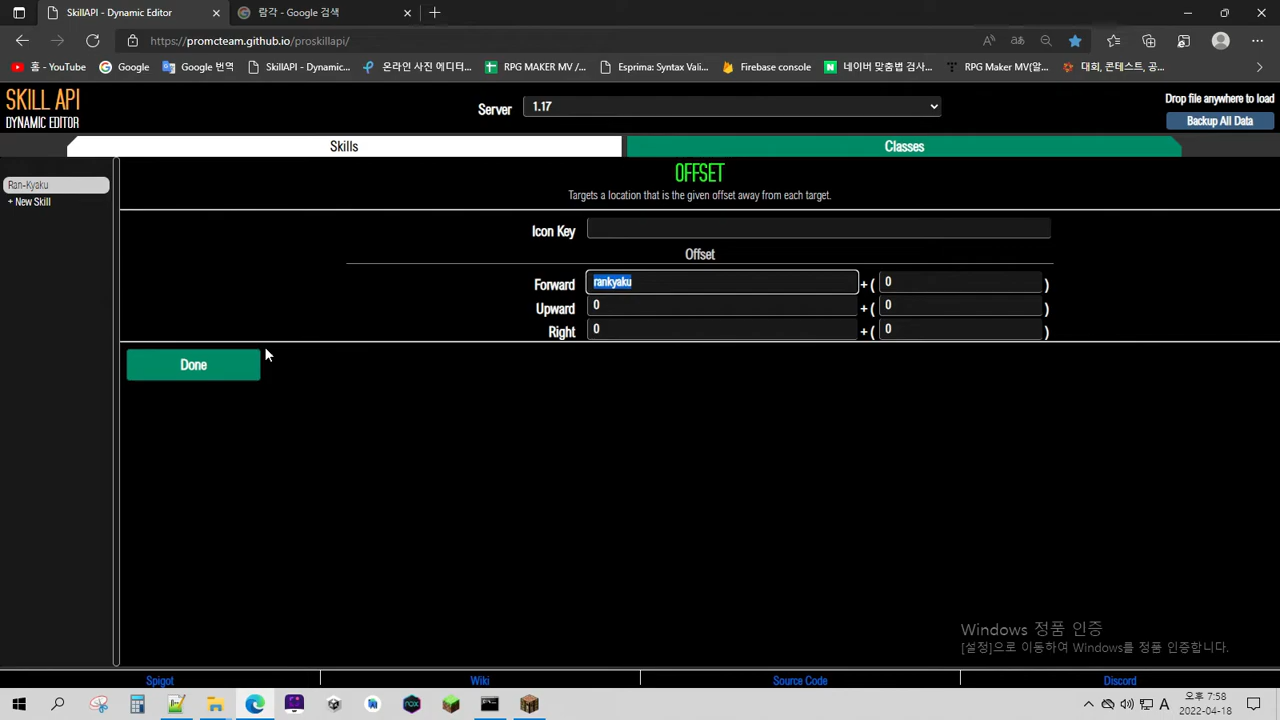 SkillAPI - Dynamic Editor
람각 - Google 검색
https://promcteam.github.io/proskillapi/
홈 - YouTube
Google
Google 번역
SkillAPI - Dynamic...
온라인 사진 에디터...
RPG MAKER MV /...
Esprima: Syntax Vali...
Firebase console
네이버 맞춤법 검사...
RPG Maker MV(알...
대회, 콘테스트, 공...
SKILL API
DYNAMIC EDITOR
Server
1.17
Drop file anywhere to load
Backup All Data
Skills
Classes
Ran-Kyaku
+ New Skill
OFFSET
Targets a location that is the given offset away from each target.
Icon Key
Offset
Forward rankyaku + ( 0 )
Upward 0 + ( 0 )
Right 0 + ( 0 )
Done
Windows 정품 인증
[설정]으로 이동하여 Windows를 정품 인증합니다.
Spigot
Wiki
Source Code
Discord
A
오후 7:58
2022-04-18